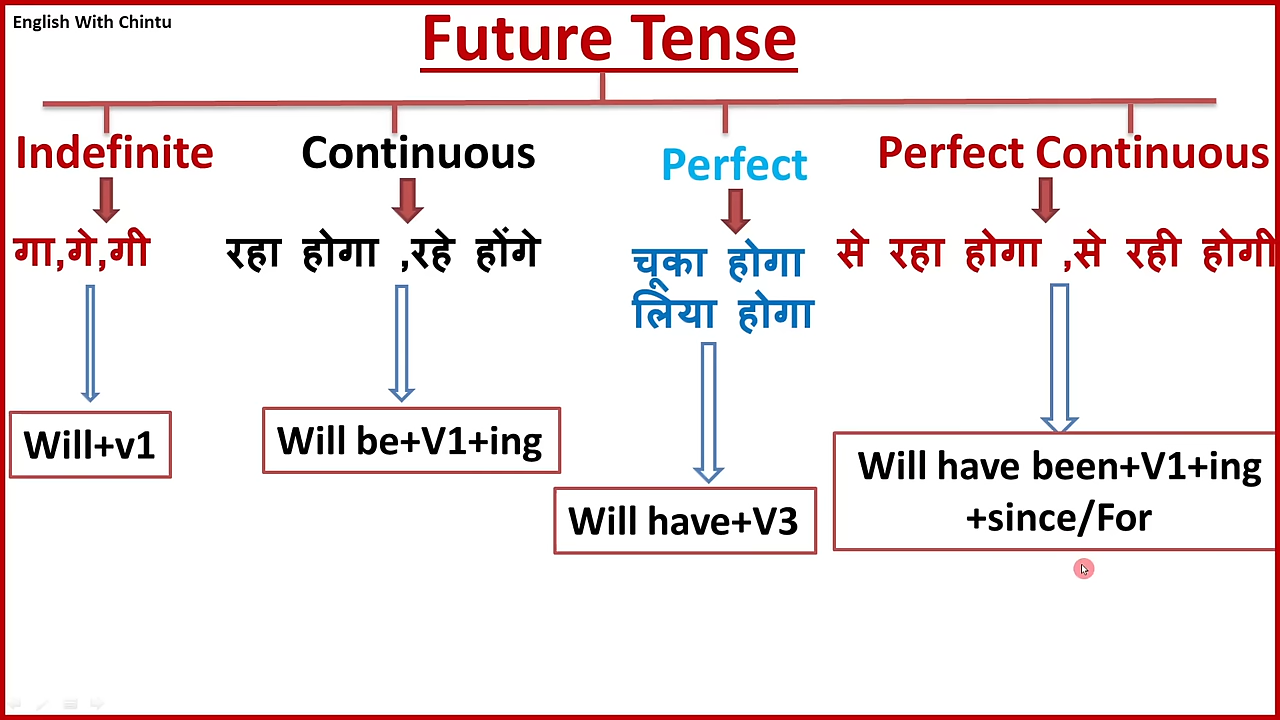 English With Chintu
Future Tense
Indefinite
गा,गे,गी
Will+v1
Continuous
रहा होगा ,रहे होंगे
Will be+V1+ing
Perfect
चूका होगा
लिया होगा
Will have+V3
Perfect Continuous
से रहा होगा ,से रही होगी
Will have been+V1+ing
+since/For